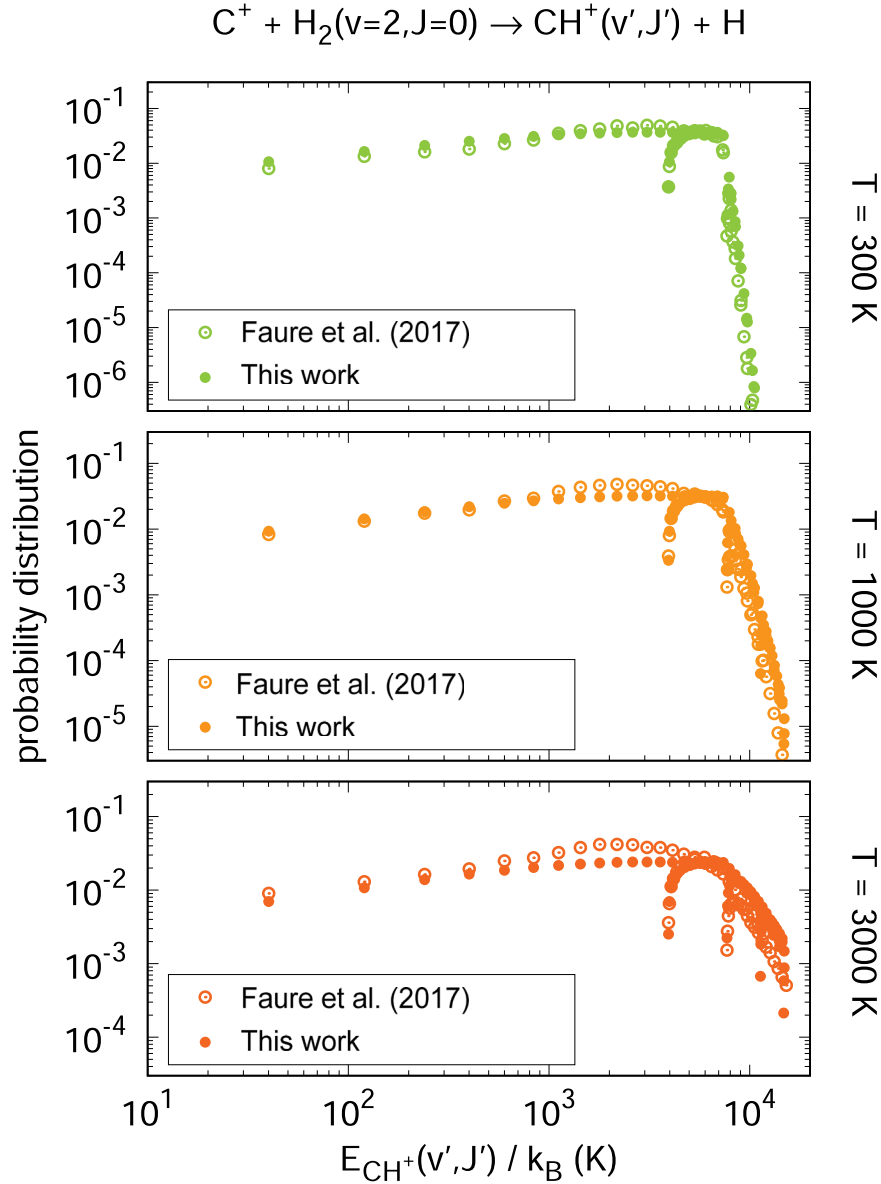 C⁺ + H₂(v=2,J=0) → CH⁺(v′,J′) + H
10⁻¹
10⁻²
10⁻³
10⁻⁴
10⁻⁵
10⁻⁶
Faure et al. (2017)
This work
T = 300 K
probability distribution
10⁻¹
10⁻²
10⁻³
10⁻⁴
10⁻⁵
Faure et al. (2017)
This work
T = 1000 K
10⁻¹
10⁻²
10⁻³
10⁻⁴
Faure et al. (2017)
This work
T = 3000 K
10¹ 10² 10³ 10⁴
E_CH⁺(v′,J′) / k_B (K)